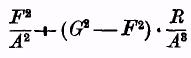 F²/A² + (G² — F²) · R/A³